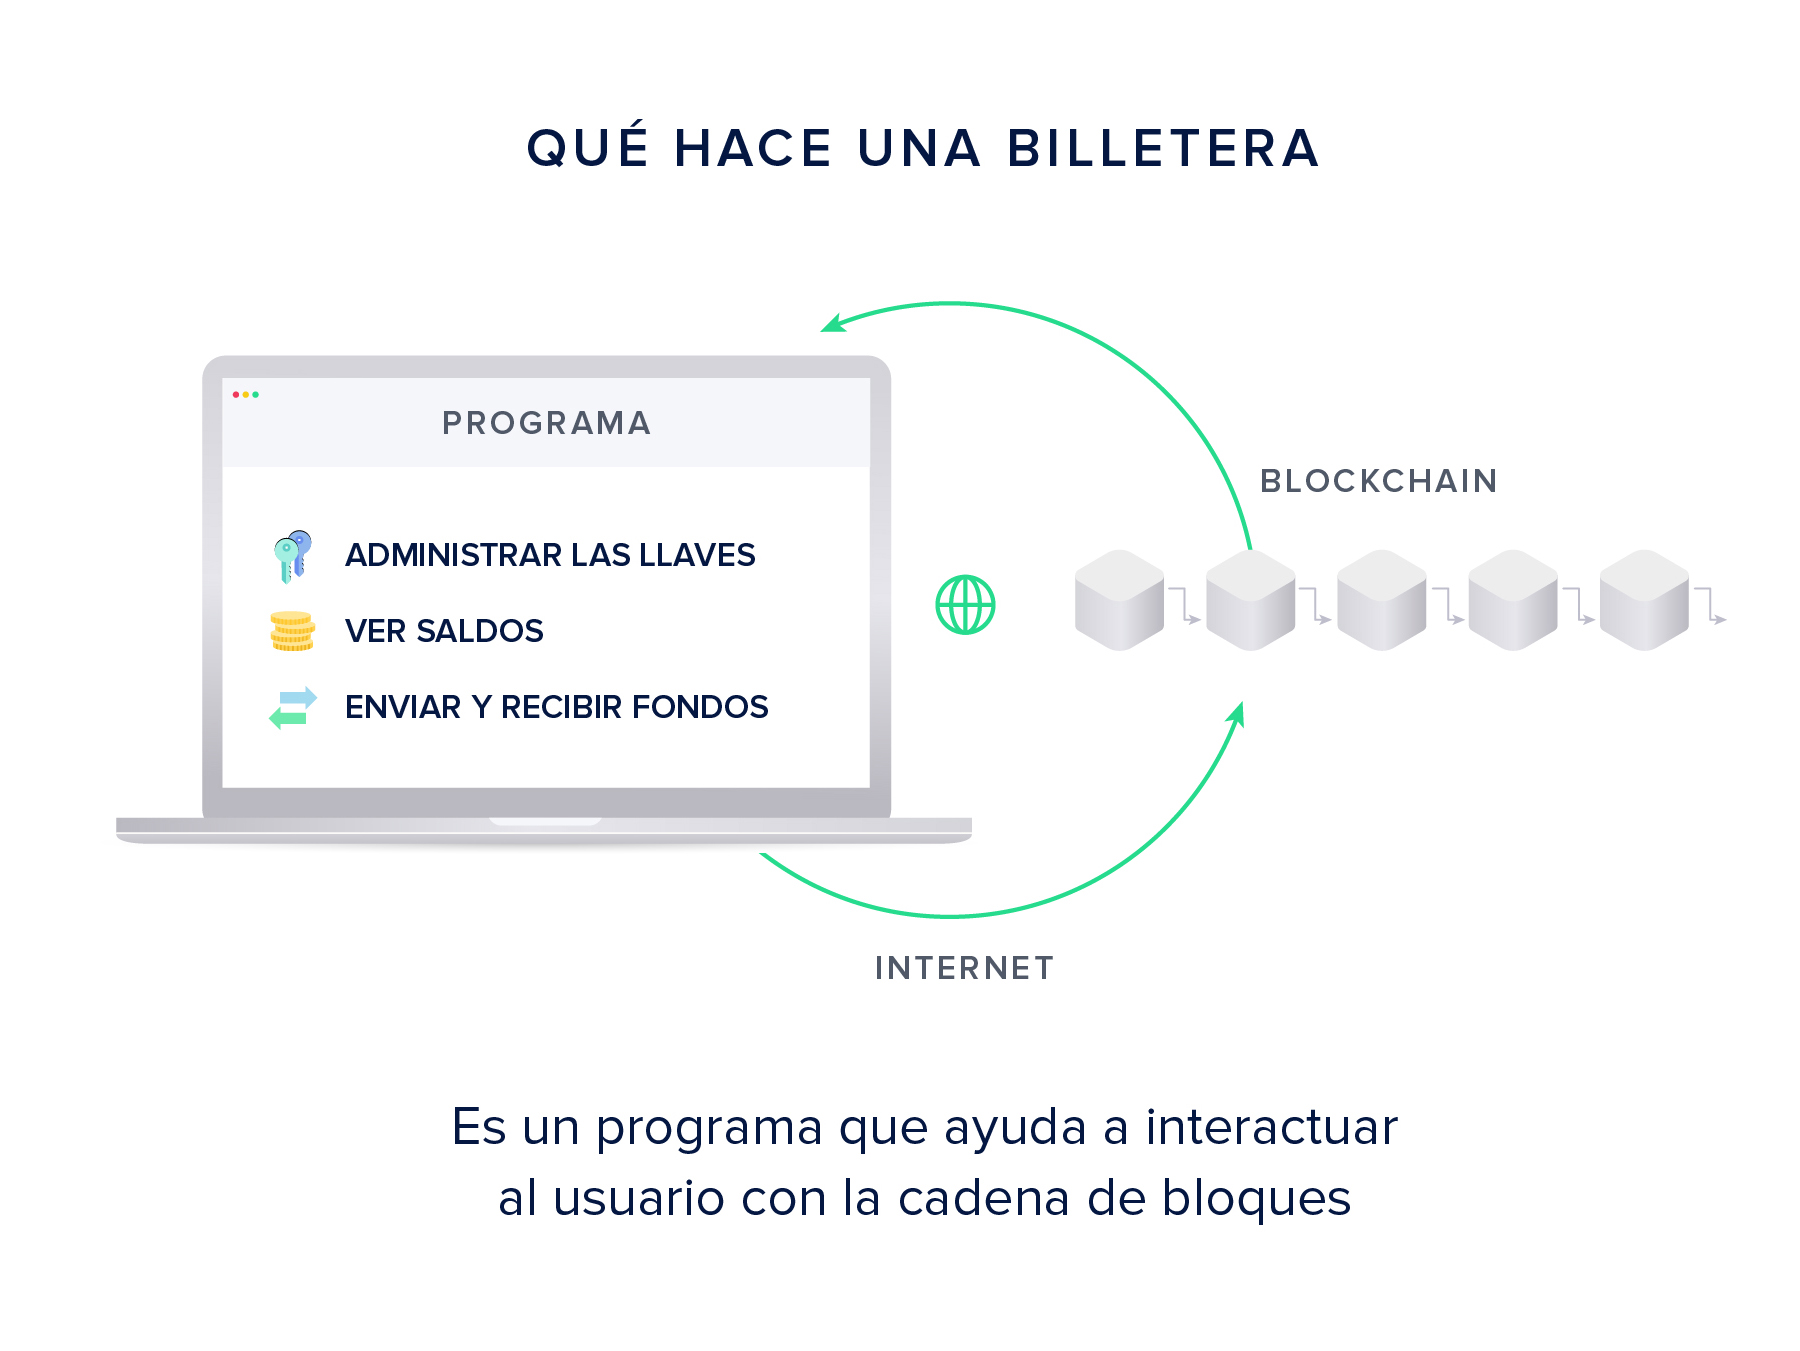 QUÉ HACE UNA BILLETERA
PROGRAMA
ADMINISTRAR LAS LLAVES
VER SALDOS
ENVIAR Y RECIBIR FONDOS
BLOCKCHAIN
INTERNET
Es un programa que ayuda a interactuar
al usuario con la cadena de bloques